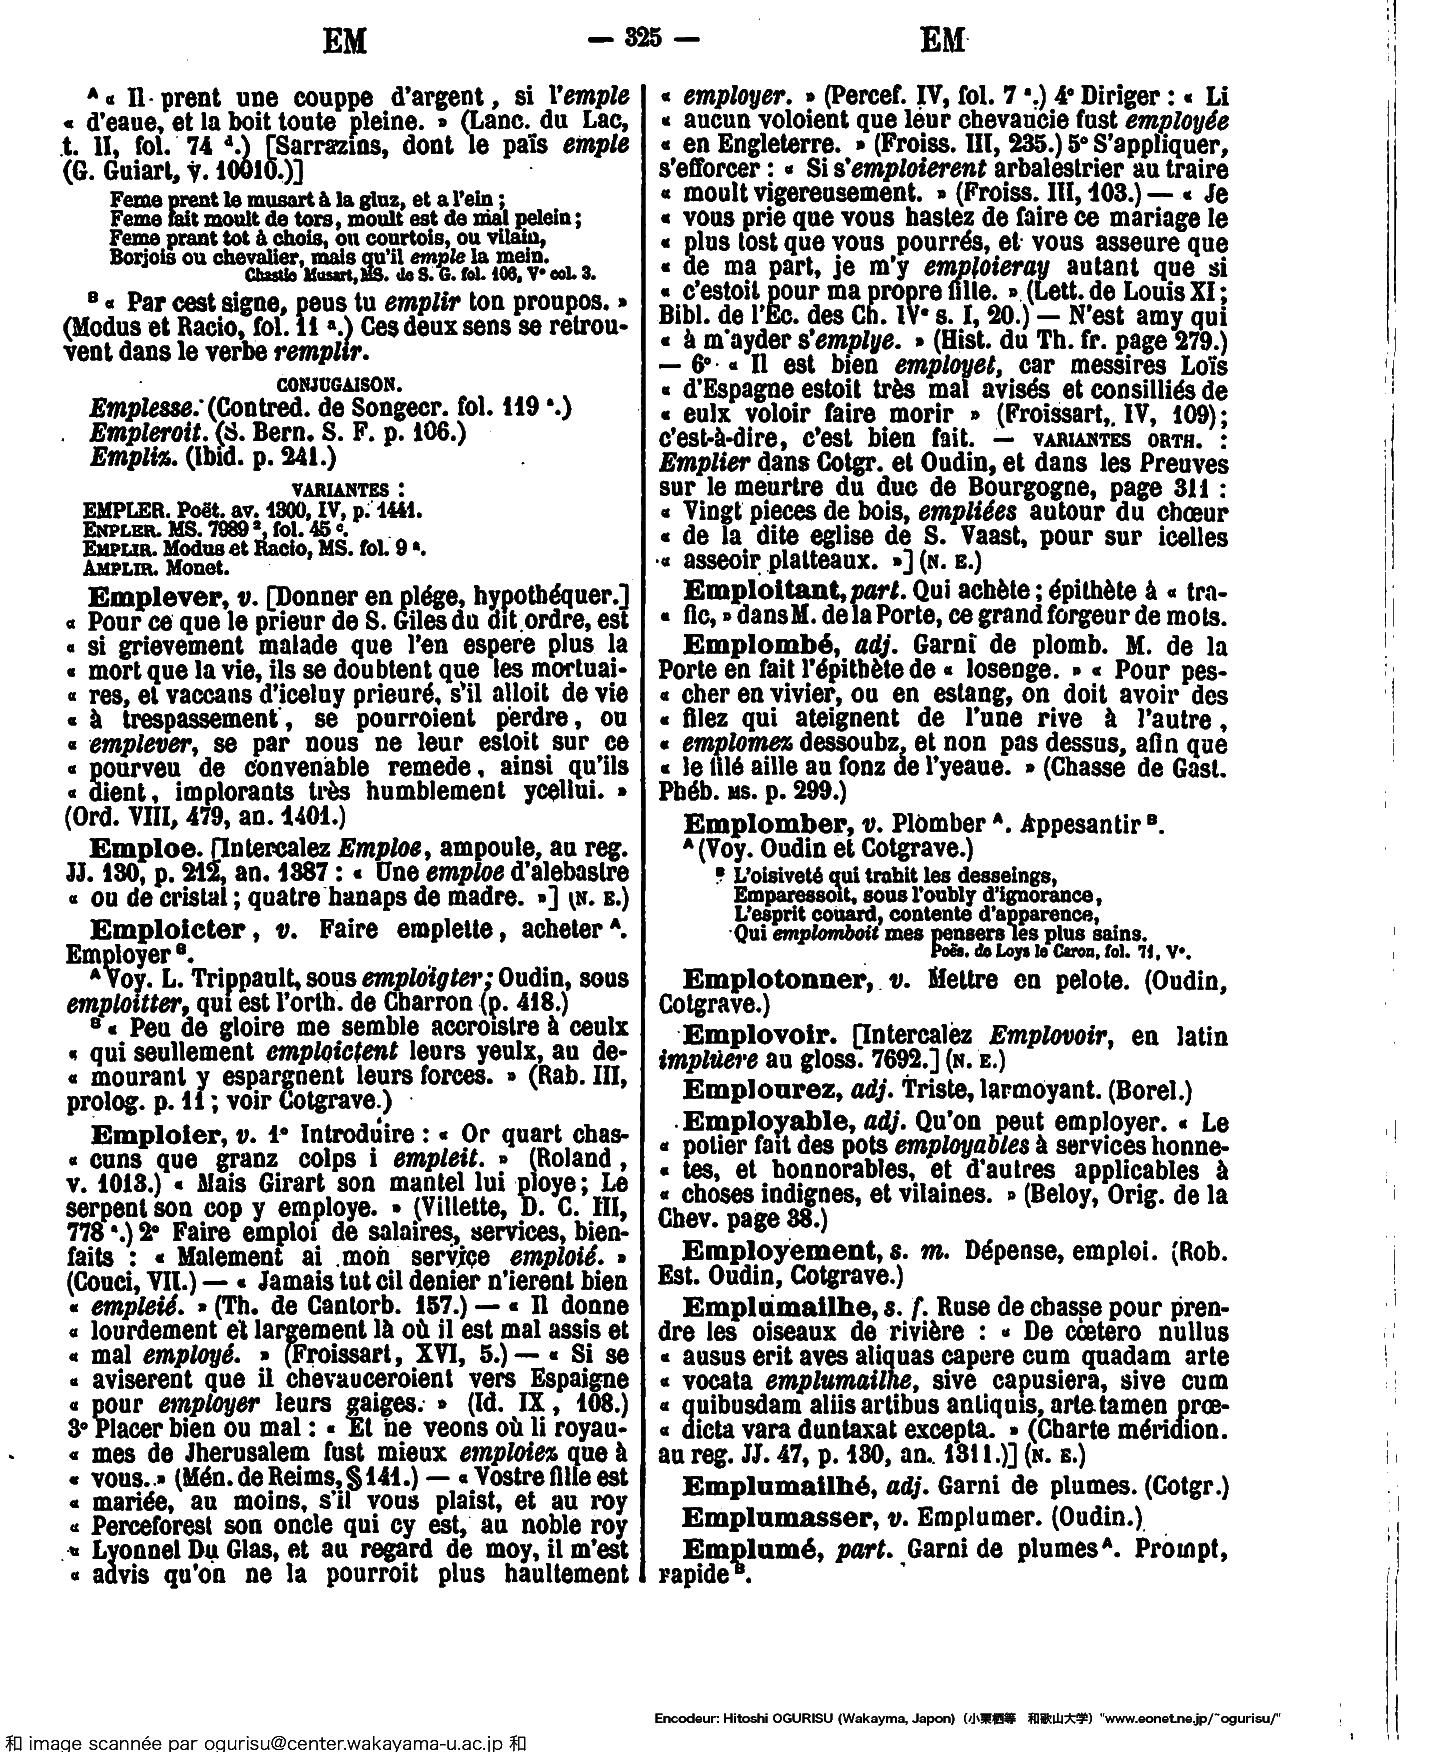 EM — 325 — EM
ᴬ « Il prent une couppe d'argent, si l'emple
« d'eaue, et la boit toute pleine. » (Lanc. du Lac,
t. II, fol. 74 ᵈ.) [Sarrazins, dont le païs emple
(G. Guiart, v. 10010.)]
Feme prent le musart à la gluz, et a l'ein ;
Feme fait moult de tors, moult est de mal pelein ;
Feme prant tot à chois, ou courtois, ou vilain,
Borjois ou chevalier, mais qu'il emple la mein.
Chastie Musart, MS. de S. G. fol. 106, Vº col. 3.
ᴮ « Par cest signe, peus tu emplir ton proupos. »
(Modus et Racio, fol. 11 ᵃ.) Ces deux sens se retrou-
vent dans le verbe remplir.
CONJUGAISON.
Emplesse. (Contred. de Songecr. fol. 119 ᵃ.)
Empleroit. (S. Bern. S. F. p. 106.)
Empliz. (Ibid. p. 241.)
VARIANTES :
EMPLER. Poët. av. 1300, IV, p. 1441.
ENPLER. MS. 7989 ², fol. 45 ᶜ.
EMPLIR. Modus et Racio, MS. fol. 9 ᵃ.
AMPLIR. Monet.
Emplever, v. [Donner en plége, hypothéquer.]
« Pour ce que le prieur de S. Giles du dit ordre, est
« si grievement malade que l'en espere plus la
« mort que la vie, ils se doubtent que les mortuai-
« res, et vaccans d'iceluy prieuré, s'il alloit de vie
« à trespassement, se pourroient perdre, ou
« emplever, se par nous ne leur estoit sur ce
« pourveu de convenable remede, ainsi qu'ils
« dient, implorants très humblement ycellui. »
(Ord. VIII, 479, an. 1401.)
Emploe. [Intercalez Emploe, ampoule, au reg.
JJ. 130, p. 212, an. 1387 : « Une emploe d'alebastre
« ou de cristal ; quatre hanaps de madre. »] (N. E.)
Emploicter, v. Faire emplette, acheter ᴬ.
Employer ᴮ.
ᴬ Voy. L. Trippault, sous emploigter ; Oudin, sous
emploitter, qui est l'orth. de Charron (p. 418.)
ᴮ « Peu de gloire me semble accroistre à ceulx
« qui seullement emploictent leurs yeulx, au de-
« mourant y espargnent leurs forces. » (Rab. III,
prolog. p. 11 ; voir Cotgrave.)
Emploier, v. 1º Introduire : « Or quart chas-
« cuns que granz colps i empleit. » (Roland,
v. 1013.) « Mais Girart son mantel lui ploye ; Le
serpent son cop y employe. » (Villette, D. C. III,
778 ᵃ.) 2º Faire emploi de salaires, services, bien-
faits : « Malement ai mon service emploié. »
(Couci, VII.) — « Jamais tut cil denier n'ierent bien
« empleié. » (Th. de Cantorb. 157.) — « Il donne
« lourdement et largement là où il est mal assis et
« mal employé. » (Froissart, XVI, 5.) — « Si se
« aviserent que il chevauceroient vers Espaigne
« pour employer leurs gaiges. » (Id. IX, 108.)
3º Placer bien ou mal : « Et ne veons où li royau-
« mes de Jherusalem fust mieux emploiez que à
« vous. » (Mén. de Reims, § 141.) — « Vostre fille est
« mariée, au moins, s'il vous plaist, et au roy
« Perceforest son oncle qui cy est, au noble roy
« Lyonnel Du Glas, et au regard de moy, il m'est
« advis qu'on ne la pourroit plus haultement
« employer. » (Percef. IV, fol. 7 ᵃ.) 4º Diriger : « Li
« aucun voloient que leur chevaucie fust employée
« en Engleterre. » (Froiss. III, 235.) 5º S'appliquer,
s'efforcer : « Si s'emploierent arbalestrier au traire
« moult vigereusement. » (Froiss. III, 103.) — « Je
« vous prie que vous hastez de faire ce mariage le
« plus tost que vous pourrés, et vous asseure que
« de ma part, je m'y emploieray autant que si
« c'estoit pour ma propre fille. » (Lett. de Louis XI ;
Bibl. de l'Ec. des Ch. IVᵉ s. I, 20.) — N'est amy qui
« à m'ayder s'emplye. » (Hist. du Th. fr. page 279.)
— 6º « Il est bien employet, car messires Loïs
« d'Espagne estoit très mal avisés et consilliés de
« eulx voloir faire morir » (Froissart, IV, 109) ;
c'est-à-dire, c'est bien fait. — VARIANTES ORTH. :
Emplier dans Cotgr. et Oudin, et dans les Preuves
sur le meurtre du duc de Bourgogne, page 311 :
« Vingt pieces de bois, empliées autour du chœur
« de la dite eglise de S. Vaast, pour sur icelles
« asseoir platteaux. »] (N. E.)
Emploitant, part. Qui achète ; épithète à « tra-
« fic, » dans M. de la Porte, ce grand forgeur de mots.
Emplombé, adj. Garni de plomb. M. de la
Porte en fait l'épithète de « losenge. » « Pour pes-
« cher en vivier, ou en estang, on doit avoir des
« filez qui ateignent de l'une rive à l'autre,
« emplomez dessoubz, et non pas dessus, afin que
« le filé aille au fonz de l'yeaue. » (Chasse de Gast.
Phéb. MS. p. 299.)
Emplomber, v. Plomber ᴬ. Appesantir ᴮ.
ᴬ (Voy. Oudin et Cotgrave.)
ᴮ L'oisiveté qui trahit les desseings,
Emparessoit, sous l'oubly d'ignorance,
L'esprit couard, contente d'apparence,
Qui emplomboit mes pensers les plus sains.
Poës. de Loys le Caron, fol. 71, Vº.
Emplotonner, v. Mettre en pelote. (Oudin,
Cotgrave.)
Emplovoir. [Intercalez Emplovoir, en latin
impluere au gloss. 7692.] (N. E.)
Emplourez, adj. Triste, larmoyant. (Borel.)
Employable, adj. Qu'on peut employer. « Le
« potier fait des pots employables à services honne-
« tes, et honnorables, et d'autres applicables à
« choses indignes, et vilaines. » (Beloy, Orig. de la
Chev. page 38.)
Employement, s. m. Dépense, emploi. (Rob.
Est. Oudin, Cotgrave.)
Emplumailhe, s. f. Ruse de chasse pour pren-
dre les oiseaux de rivière : « De cœtero nullus
« ausus erit aves aliquas capere cum quadam arte
« vocata emplumailhe, sive capusiera, sive cum
« quibusdam aliis artibus antiquis, arte tamen prœ-
« dicta vara duntaxat excepta. » (Charte méridion.
au reg. JJ. 47, p. 130, an. 1311.)] (N. E.)
Emplumailhé, adj. Garni de plumes. (Cotgr.)
Emplumasser, v. Emplumer. (Oudin.)
Emplumé, part. Garni de plumes ᴬ. Prompt,
rapide ᴮ.
Encodeur: Hitoshi OGURISU (Wakayma, Japon) (小栗栖等 和歌山大学) "www.eonet.ne.jp/~ogurisu/"
和 image scannée par ogurisu@center.wakayama-u.ac.jp 和